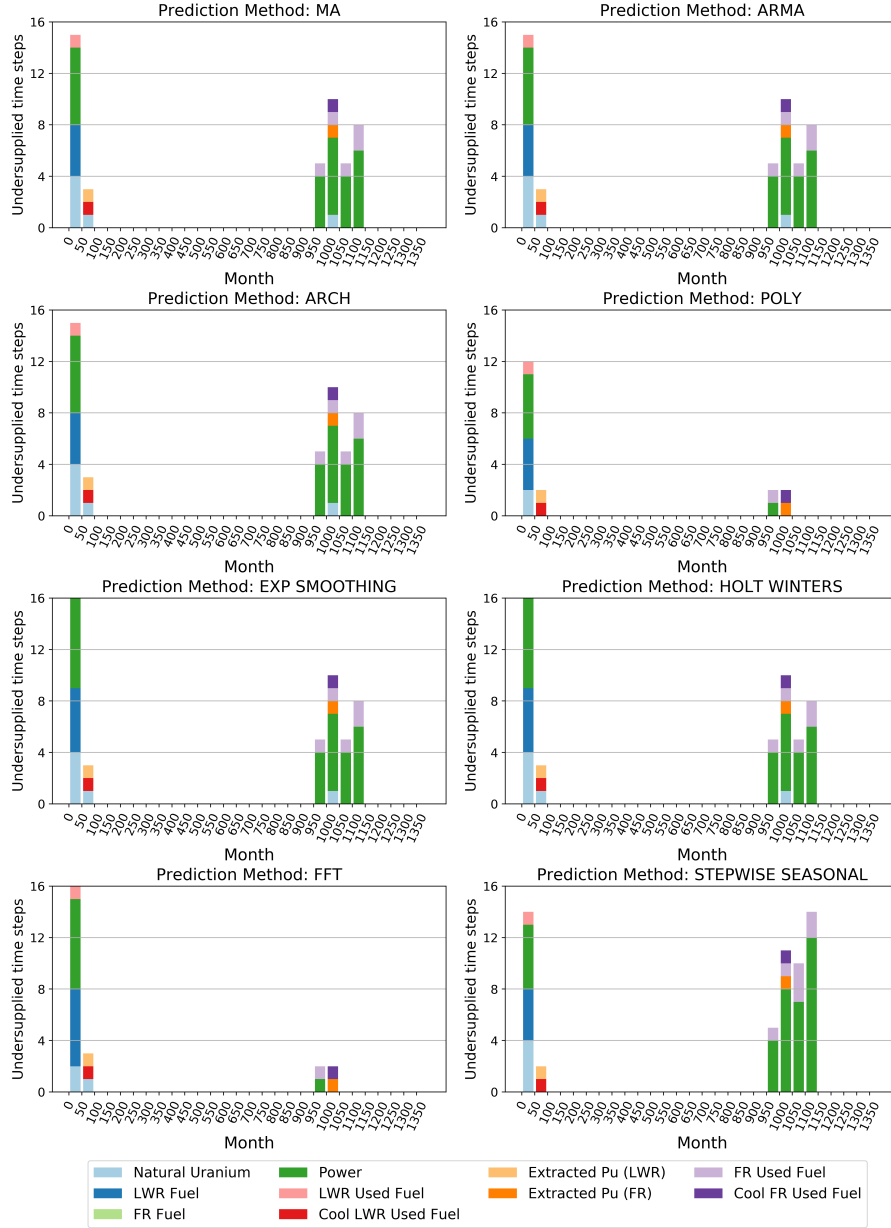 Prediction Method: MA
Undersupplied time steps
16
12
8
4
0
0 50 100 150 200 250 300 350 400 450 500 550 600 650 700 750 800 850 900 950 1000 1050 1100 1150 1200 1250 1300 1350
Month
Prediction Method: ARMA
Undersupplied time steps
16
12
8
4
0
0 50 100 150 200 250 300 350 400 450 500 550 600 650 700 750 800 850 900 950 1000 1050 1100 1150 1200 1250 1300 1350
Month
Prediction Method: ARCH
Undersupplied time steps
16
12
8
4
0
0 50 100 150 200 250 300 350 400 450 500 550 600 650 700 750 800 850 900 950 1000 1050 1100 1150 1200 1250 1300 1350
Month
Prediction Method: POLY
Undersupplied time steps
16
12
8
4
0
0 50 100 150 200 250 300 350 400 450 500 550 600 650 700 750 800 850 900 950 1000 1050 1100 1150 1200 1250 1300 1350
Month
Prediction Method: EXP SMOOTHING
Undersupplied time steps
16
12
8
4
0
0 50 100 150 200 250 300 350 400 450 500 550 600 650 700 750 800 850 900 950 1000 1050 1100 1150 1200 1250 1300 1350
Month
Prediction Method: HOLT WINTERS
Undersupplied time steps
16
12
8
4
0
0 50 100 150 200 250 300 350 400 450 500 550 600 650 700 750 800 850 900 950 1000 1050 1100 1150 1200 1250 1300 1350
Month
Prediction Method: FFT
Undersupplied time steps
16
12
8
4
0
0 50 100 150 200 250 300 350 400 450 500 550 600 650 700 750 800 850 900 950 1000 1050 1100 1150 1200 1250 1300 1350
Month
Prediction Method: STEPWISE SEASONAL
Undersupplied time steps
16
12
8
4
0
0 50 100 150 200 250 300 350 400 450 500 550 600 650 700 750 800 850 900 950 1000 1050 1100 1150 1200 1250 1300 1350
Month
Natural Uranium
LWR Fuel
FR Fuel
Power
LWR Used Fuel
Cool LWR Used Fuel
Extracted Pu (LWR)
Extracted Pu (FR)
FR Used Fuel
Cool FR Used Fuel